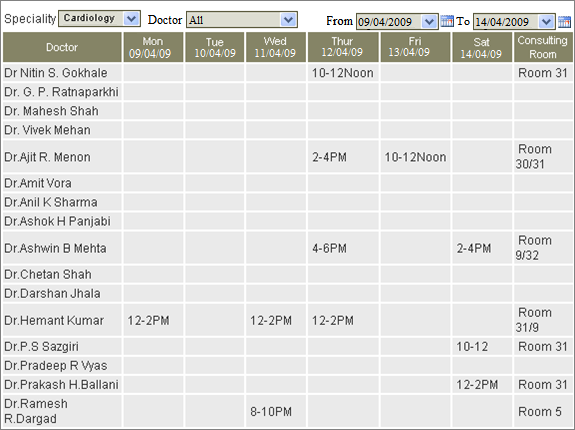 Speciality Cardiology Doctor All From 09/04/2009 To 14/04/2009
Doctor Mon 09/04/09 Tue 10/04/09 Wed 11/04/09 Thur 12/04/09 Fri 13/04/09 Sat 14/04/09 Consulting Room
Dr Nitin S. Gokhale 10-12Noon Room 31
Dr. G. P. Ratnaparkhi
Dr. Mahesh Shah
Dr. Vivek Mehan
Dr.Ajit R. Menon 2-4PM 10-12Noon Room 30/31
Dr.Amit Vora
Dr.Anil K Sharma
Dr.Ashok H Panjabi
Dr.Ashwin B Mehta 4-6PM 2-4PM Room 9/32
Dr.Chetan Shah
Dr.Darshan Jhala
Dr.Hemant Kumar 12-2PM 12-2PM 12-2PM Room 31/9
Dr.P.S Sazgiri 10-12 Room 31
Dr.Pradeep R Vyas
Dr.Prakash H.Ballani 12-2PM Room 31
Dr.Ramesh R.Dargad 8-10PM Room 5